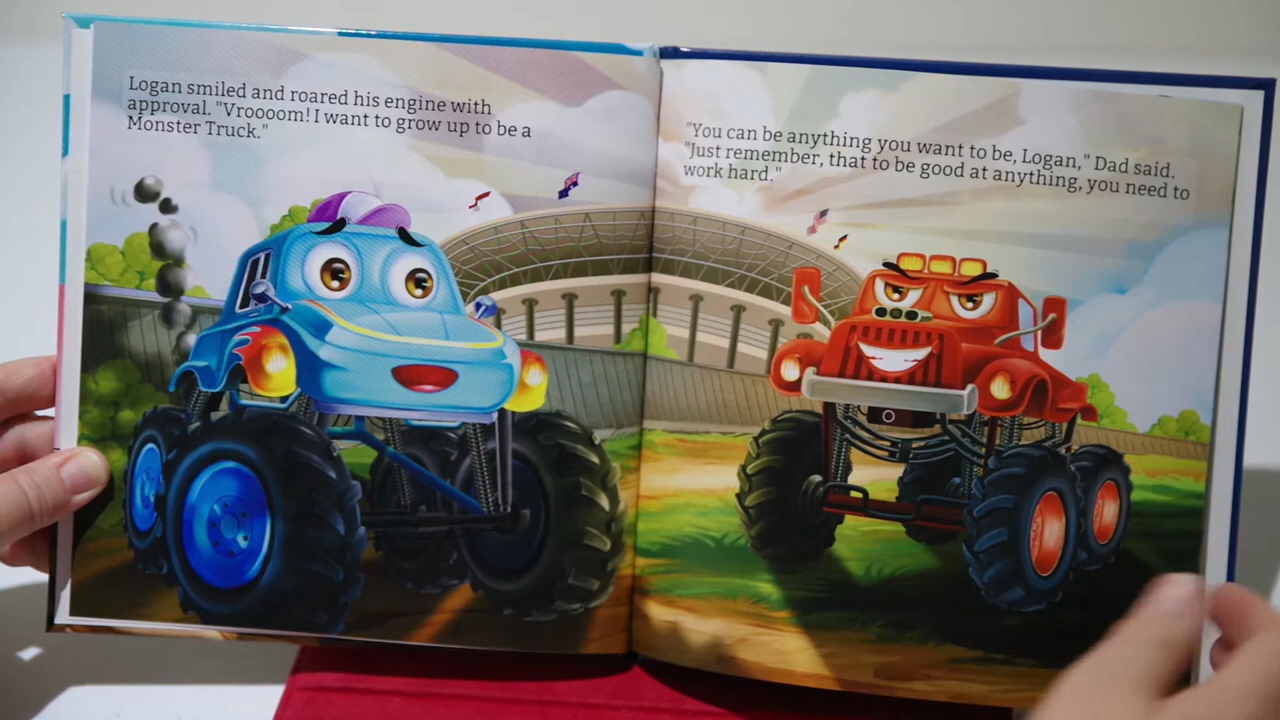 Logan smiled and roared his engine with
approval. "Vroooom! I want to grow up to be a
Monster Truck."
"You can be anything you want to be, Logan," Dad said.
"Just remember, that to be good at anything, you need to
work hard."